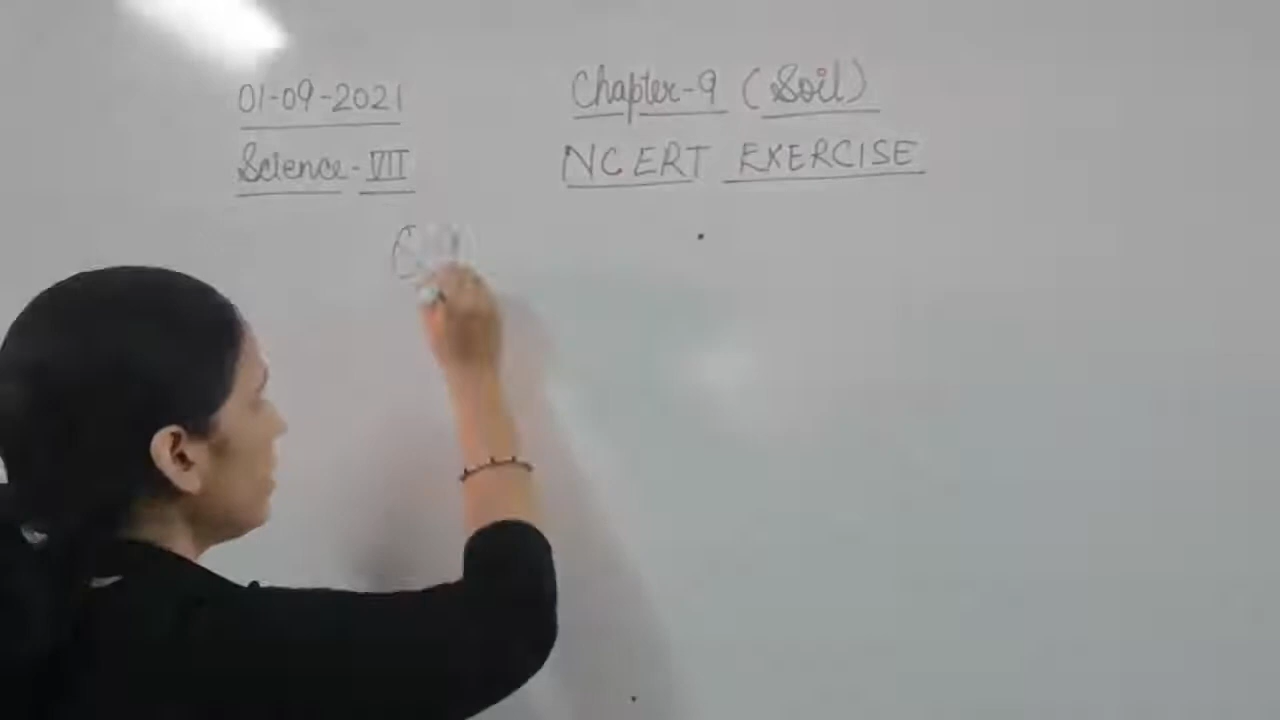 01-09-2021
Science-VII
Chapter-9 (Soil)
NCERT EXERCISE